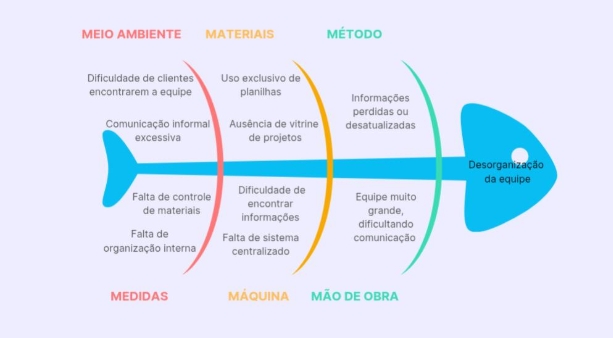 MEIO AMBIENTE
MATERIAIS
MÉTODO
Dificuldade de clientes
encontrarem a equipe
Comunicação informal
excessiva
Uso exclusivo de
planilhas
Ausência de vitrine
de projetos
Informações
perdidas ou
desatualizadas
Desorganização
da equipe
Falta de controle
de materiais
Falta de
organização interna
Dificuldade de
encontrar
informações
Falta de sistema
centralizado
Equipe muito
grande,
dificultando
comunicação
MEDIDAS
MÁQUINA
MÃO DE OBRA